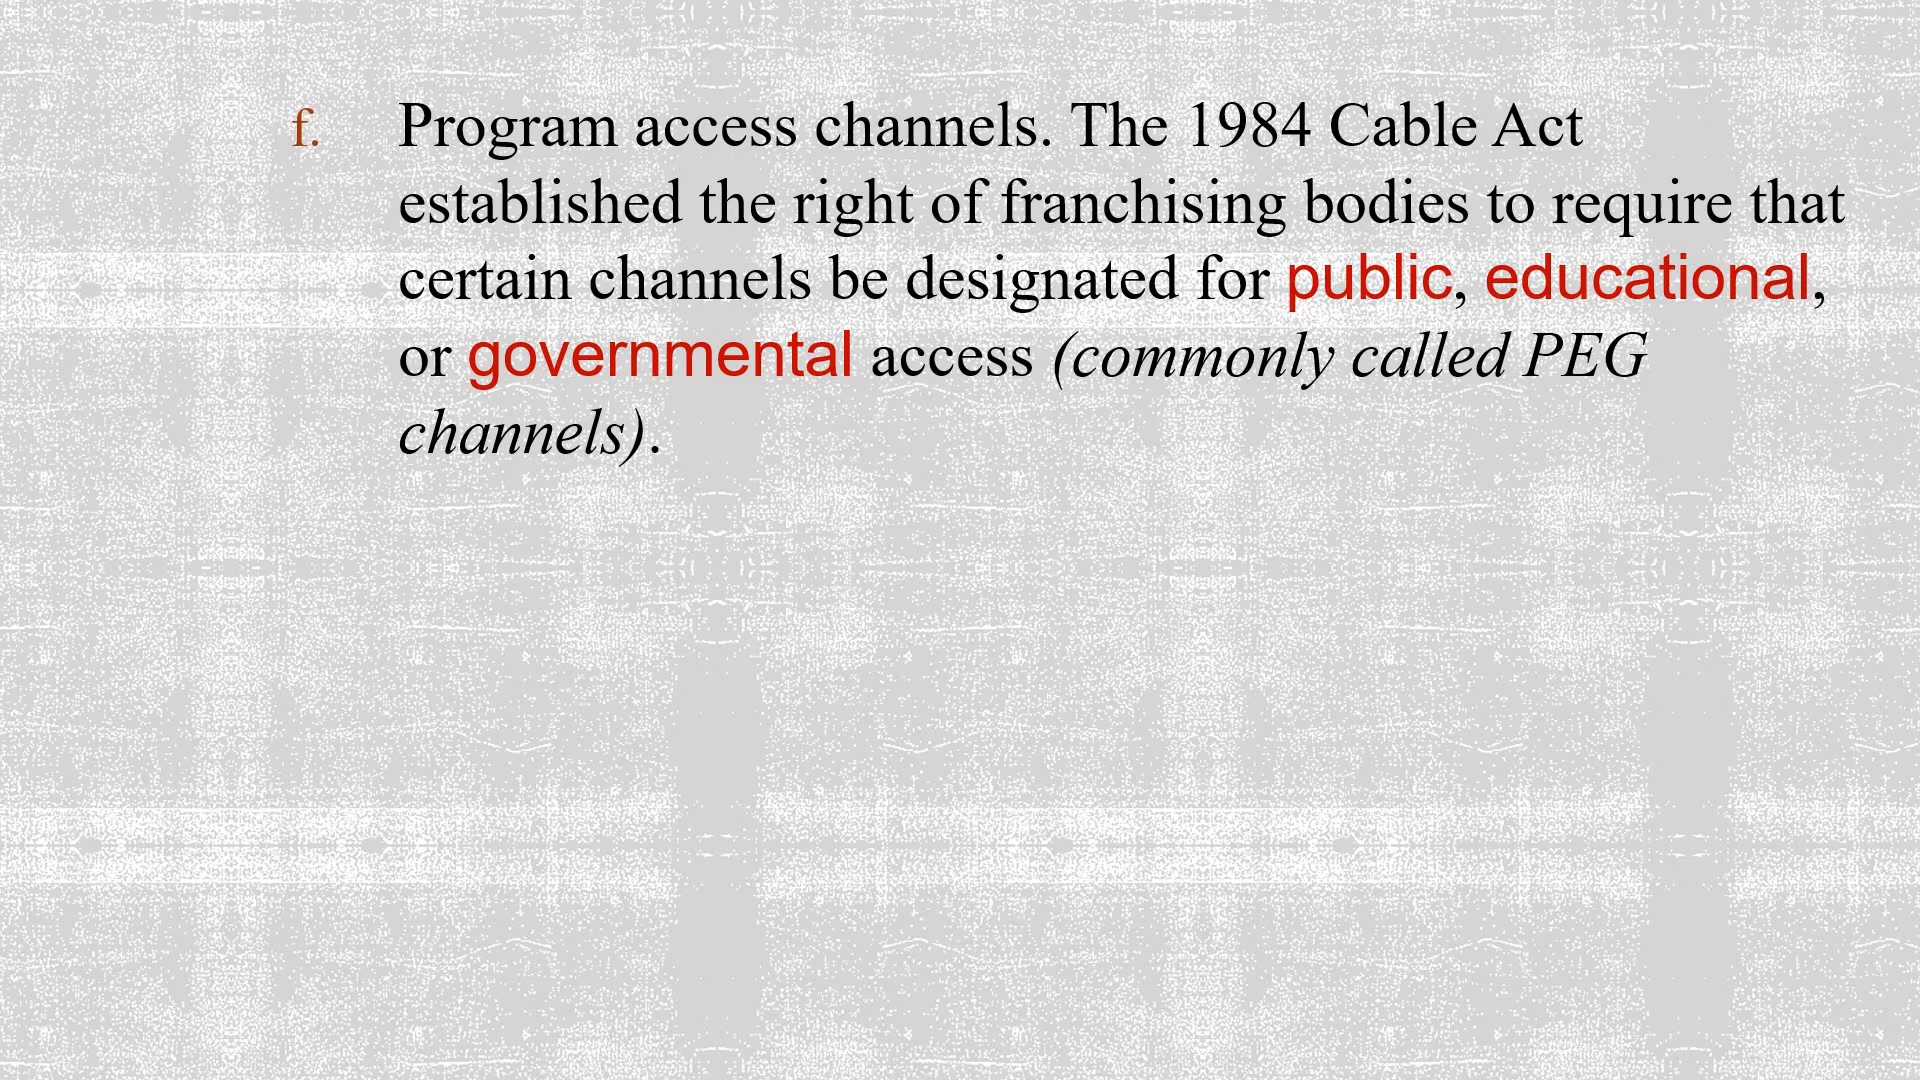 f. Program access channels. The 1984 Cable Act
established the right of franchising bodies to require that
certain channels be designated for public, educational,
or governmental access (commonly called PEG
channels).